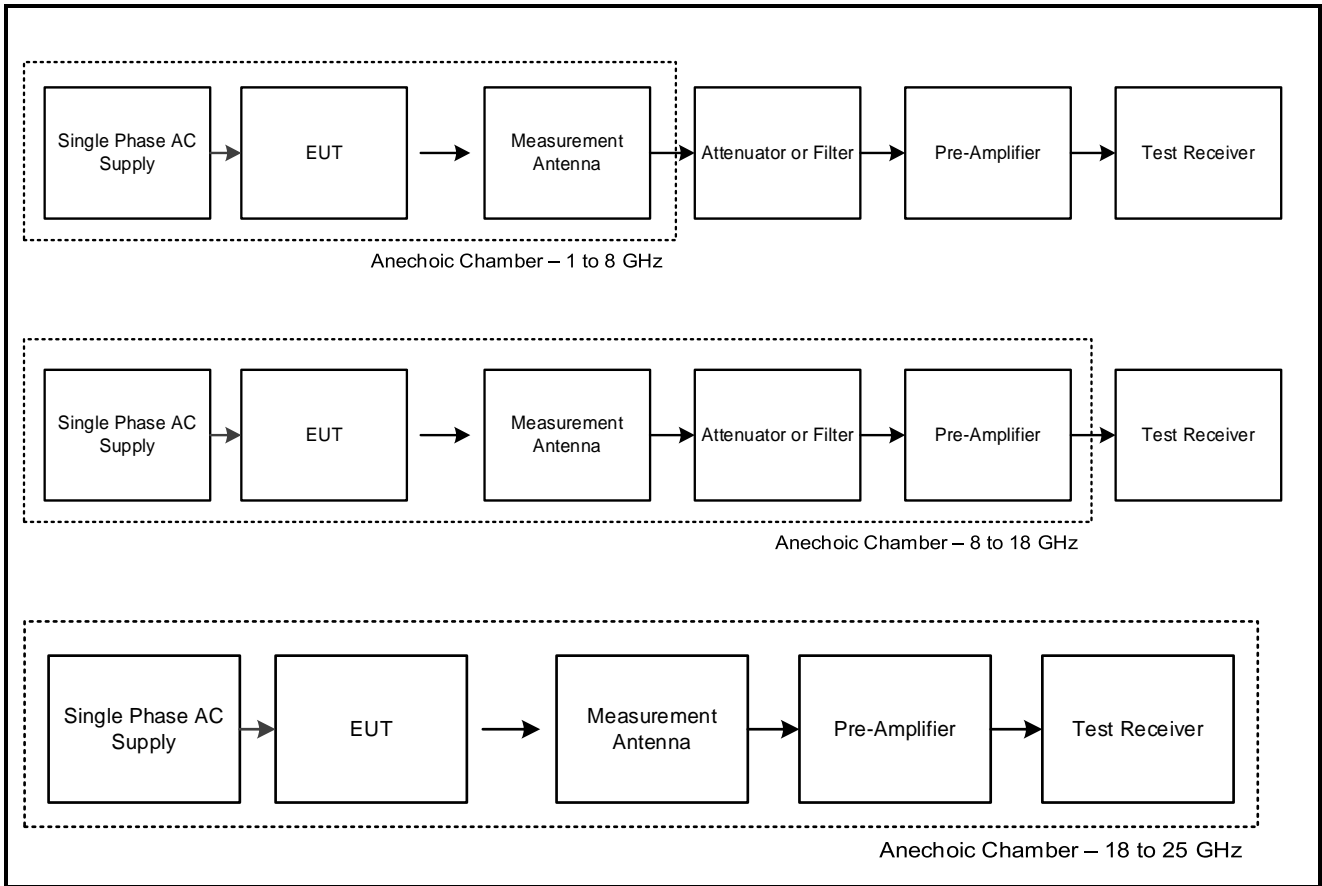 Single Phase AC
Supply
EUT
Measurement
Antenna
Attenuator or Filter
Pre-Amplifier
Test Receiver
Anechoic Chamber – 1 to 8 GHz
Single Phase AC
Supply
EUT
Measurement
Antenna
Attenuator or Filter
Pre-Amplifier
Test Receiver
Anechoic Chamber – 8 to 18 GHz
Single Phase AC
Supply
EUT
Measurement
Antenna
Pre-Amplifier
Test Receiver
Anechoic Chamber – 18 to 25 GHz